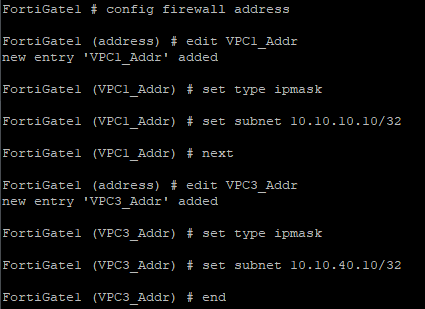 FortiGate1 # config firewall address
FortiGate1 (address) # edit VPC1_Addr
new entry 'VPC1_Addr' added
FortiGate1 (VPC1_Addr) # set type ipmask
FortiGate1 (VPC1_Addr) # set subnet 10.10.10.10/32
FortiGate1 (VPC1_Addr) # next
FortiGate1 (address) # edit VPC3_Addr
new entry 'VPC3_Addr' added
FortiGate1 (VPC3_Addr) # set type ipmask
FortiGate1 (VPC3_Addr) # set subnet 10.10.40.10/32
FortiGate1 (VPC3_Addr) # end